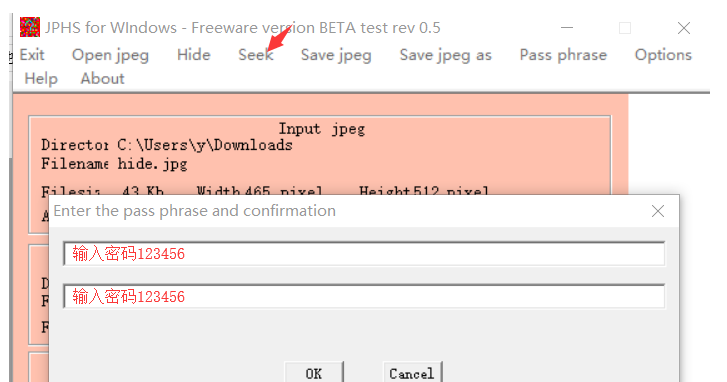 JPHS for WIndows - Freeware version BETA test rev 0.5
Exit Open jpeg Hide Seek Save jpeg Save jpeg as Pass phrase Options
Help About
Input jpeg
Director C:\Users\y\Downloads
Filename hide.jpg
Filesiz 43 Kb Width 465 pixel Height 512 pixel
Enter the pass phrase and confirmation
输入密码123456
输入密码123456
OK Cancel